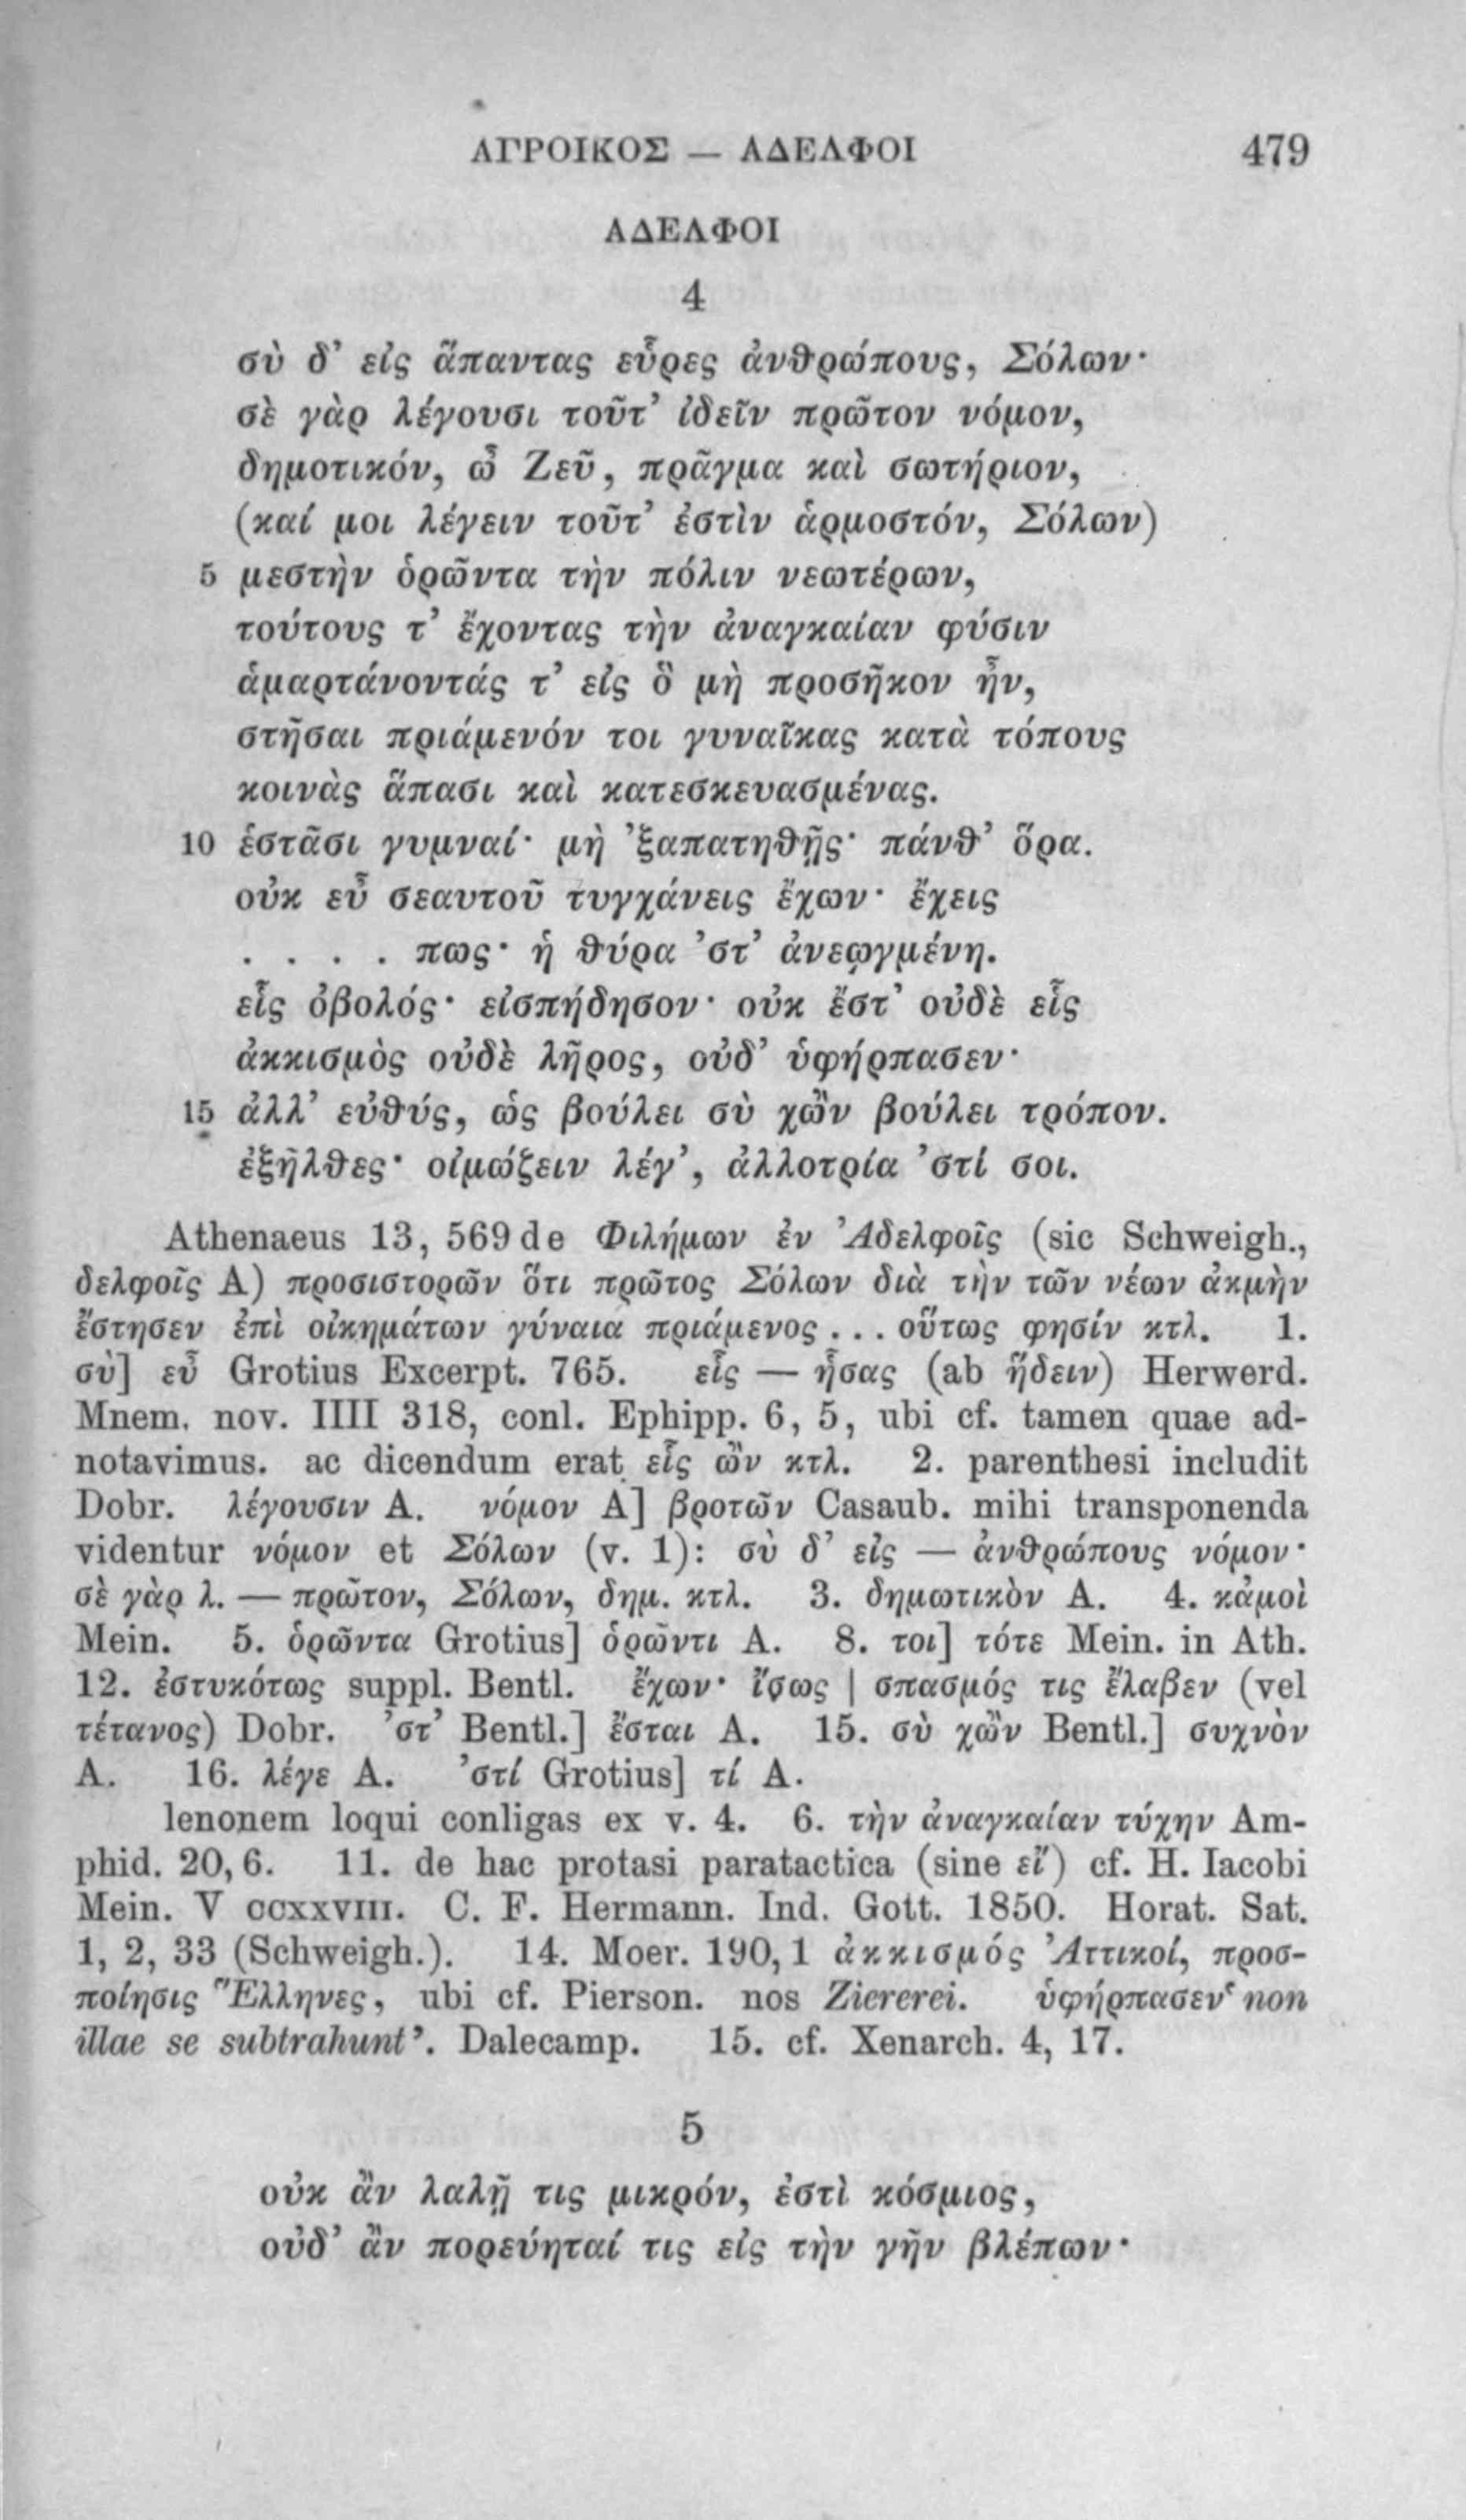 ΑΓΡΟΙΚΟΣ — ΑΔΕΛΦΟΙ 479
ΑΔΕΛΦΟΙ
4
σὺ δ’ εἰς ἅπαντας εὗρες ἀνθρώπους, Σόλων·
σὲ γὰρ λέγουσι τοῦτ’ ἰδεῖν πρῶτον νόμον,
δημοτικόν, ὦ Ζεῦ, πρᾶγμα καὶ σωτήριον,
(καί μοι λέγειν τοῦτ’ ἐστὶν ἁρμοστόν, Σόλων)
5 μεστὴν ὁρῶντα τὴν πόλιν νεωτέρων,
τούτους τ’ ἔχοντας τὴν ἀναγκαίαν φύσιν
ἁμαρτάνοντάς τ’ εἰς ὃ μὴ προσῆκον ἦν,
στῆσαι πριάμενόν τοι γυναῖκας κατὰ τόπους
κοινὰς ἅπασι καὶ κατεσκευασμένας.
10 ἑστᾶσι γυμναί· μὴ ’ξαπατηθῇς· πάνθ’ ὅρα.
οὐκ εὖ σεαυτοῦ τυγχάνεις ἔχων· ἔχεις
. . . . πως· ἡ θύρα ’στ’ ἀνεῳγμένη.
εἷς ὀβολός· εἰσπήδησον· οὐκ ἔστ’ οὐδὲ εἷς
ἀκκισμὸς οὐδὲ λῆρος, οὐδ’ ὑφήρπασεν·
15 ἀλλ’ εὐθύς, ὡς βούλει σὺ χὢν βούλει τρόπον.
ἐξῆλθες· οἰμώζειν λέγ’, ἀλλοτρία ’στί σοι.
Athenaeus 13, 569 de Φιλήμων ἐν Ἀδελφοῖς (sic Schweigh.,
δελφοῖς A) προσιστορῶν ὅτι πρῶτος Σόλων διὰ τὴν τῶν νέων ἀκμὴν
ἔστησεν ἐπὶ οἰκημάτων γύναια πριάμενος . . . οὕτως φησίν κτλ. 1.
σὺ] εὖ Grotius Excerpt. 765. εἷς — ᾖσας (ab ᾔδειν) Herwerd.
Mnem. nov. IIII 318, conl. Ephipp. 6, 5, ubi cf. tamen quae ad-
notavimus. ac dicendum erat εἷς ὢν κτλ. 2. parenthesi includit
Dobr. λέγουσιν A. νόμον A] βροτῶν Casaub. mihi transponenda
videntur νόμον et Σόλων (v. 1): σὺ δ’ εἰς — ἀνθρώπους νόμον·
σὲ γὰρ λ. — πρῶτον, Σόλων, δημ. κτλ. 3. δημωτικὸν A. 4. κἀμοὶ
Mein. 5. ὁρῶντα Grotius] ὁρῶντι A. 8. τοι] τότε Mein. in Ath.
12. ἐστυκότως suppl. Bentl. ἔχων· ἴσως | σπασμός τις ἔλαβεν (vel
τέτανος) Dobr. ’στ’ Bentl.] ἔσται A. 15. σὺ χὢν Bentl.] συχνὸν
A. 16. λέγε A. ’στί Grotius] τί A.
lenonem loqui conligas ex v. 4. 6. τὴν ἀναγκαίαν τύχην Am-
phid. 20, 6. 11. de hac protasi paratactica (sine εἴ) cf. H. Iacobi
Mein. V CCXXVIII. C. F. Hermann. Ind. Gott. 1850. Horat. Sat.
1, 2, 33 (Schweigh.). 14. Moer. 190, 1 ἀκκισμός Ἀττικοί, προσ-
ποίησις Ἕλληνες, ubi cf. Pierson. nos Ziererei. ὑφήρπασεν ‘non
illae se subtrahunt’. Dalecamp. 15. cf. Xenarch. 4, 17.
5
οὐκ ἂν λαλῇ τις μικρόν, ἐστὶ κόσμιος,
οὐδ’ ἂν πορεύηταί τις εἰς τὴν γῆν βλέπων·